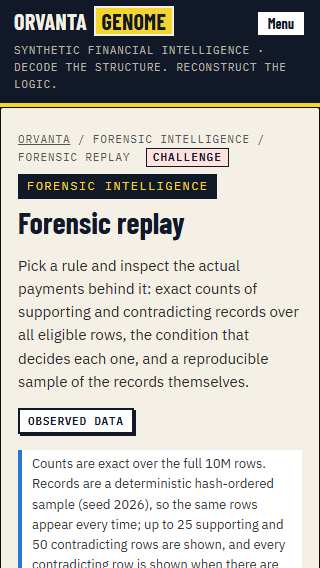 ORVANTA GENOME
Menu
SYNTHETIC FINANCIAL INTELLIGENCE ·
DECODE THE STRUCTURE. RECONSTRUCT THE
LOGIC.
ORVANTA / FORENSIC INTELLIGENCE /
FORENSIC REPLAY CHALLENGE
FORENSIC INTELLIGENCE
Forensic replay
Pick a rule and inspect the actual
payments behind it: exact counts of
supporting and contradicting records over
all eligible rows, the condition that
decides each one, and a reproducible
sample of the records themselves.
OBSERVED DATA
Counts are exact over the full 10M rows.
Records are a deterministic hash-ordered
sample (seed 2026), so the same rows
appear every time; up to 25 supporting and
50 contradicting rows are shown, and every
contradicting row is shown when there are